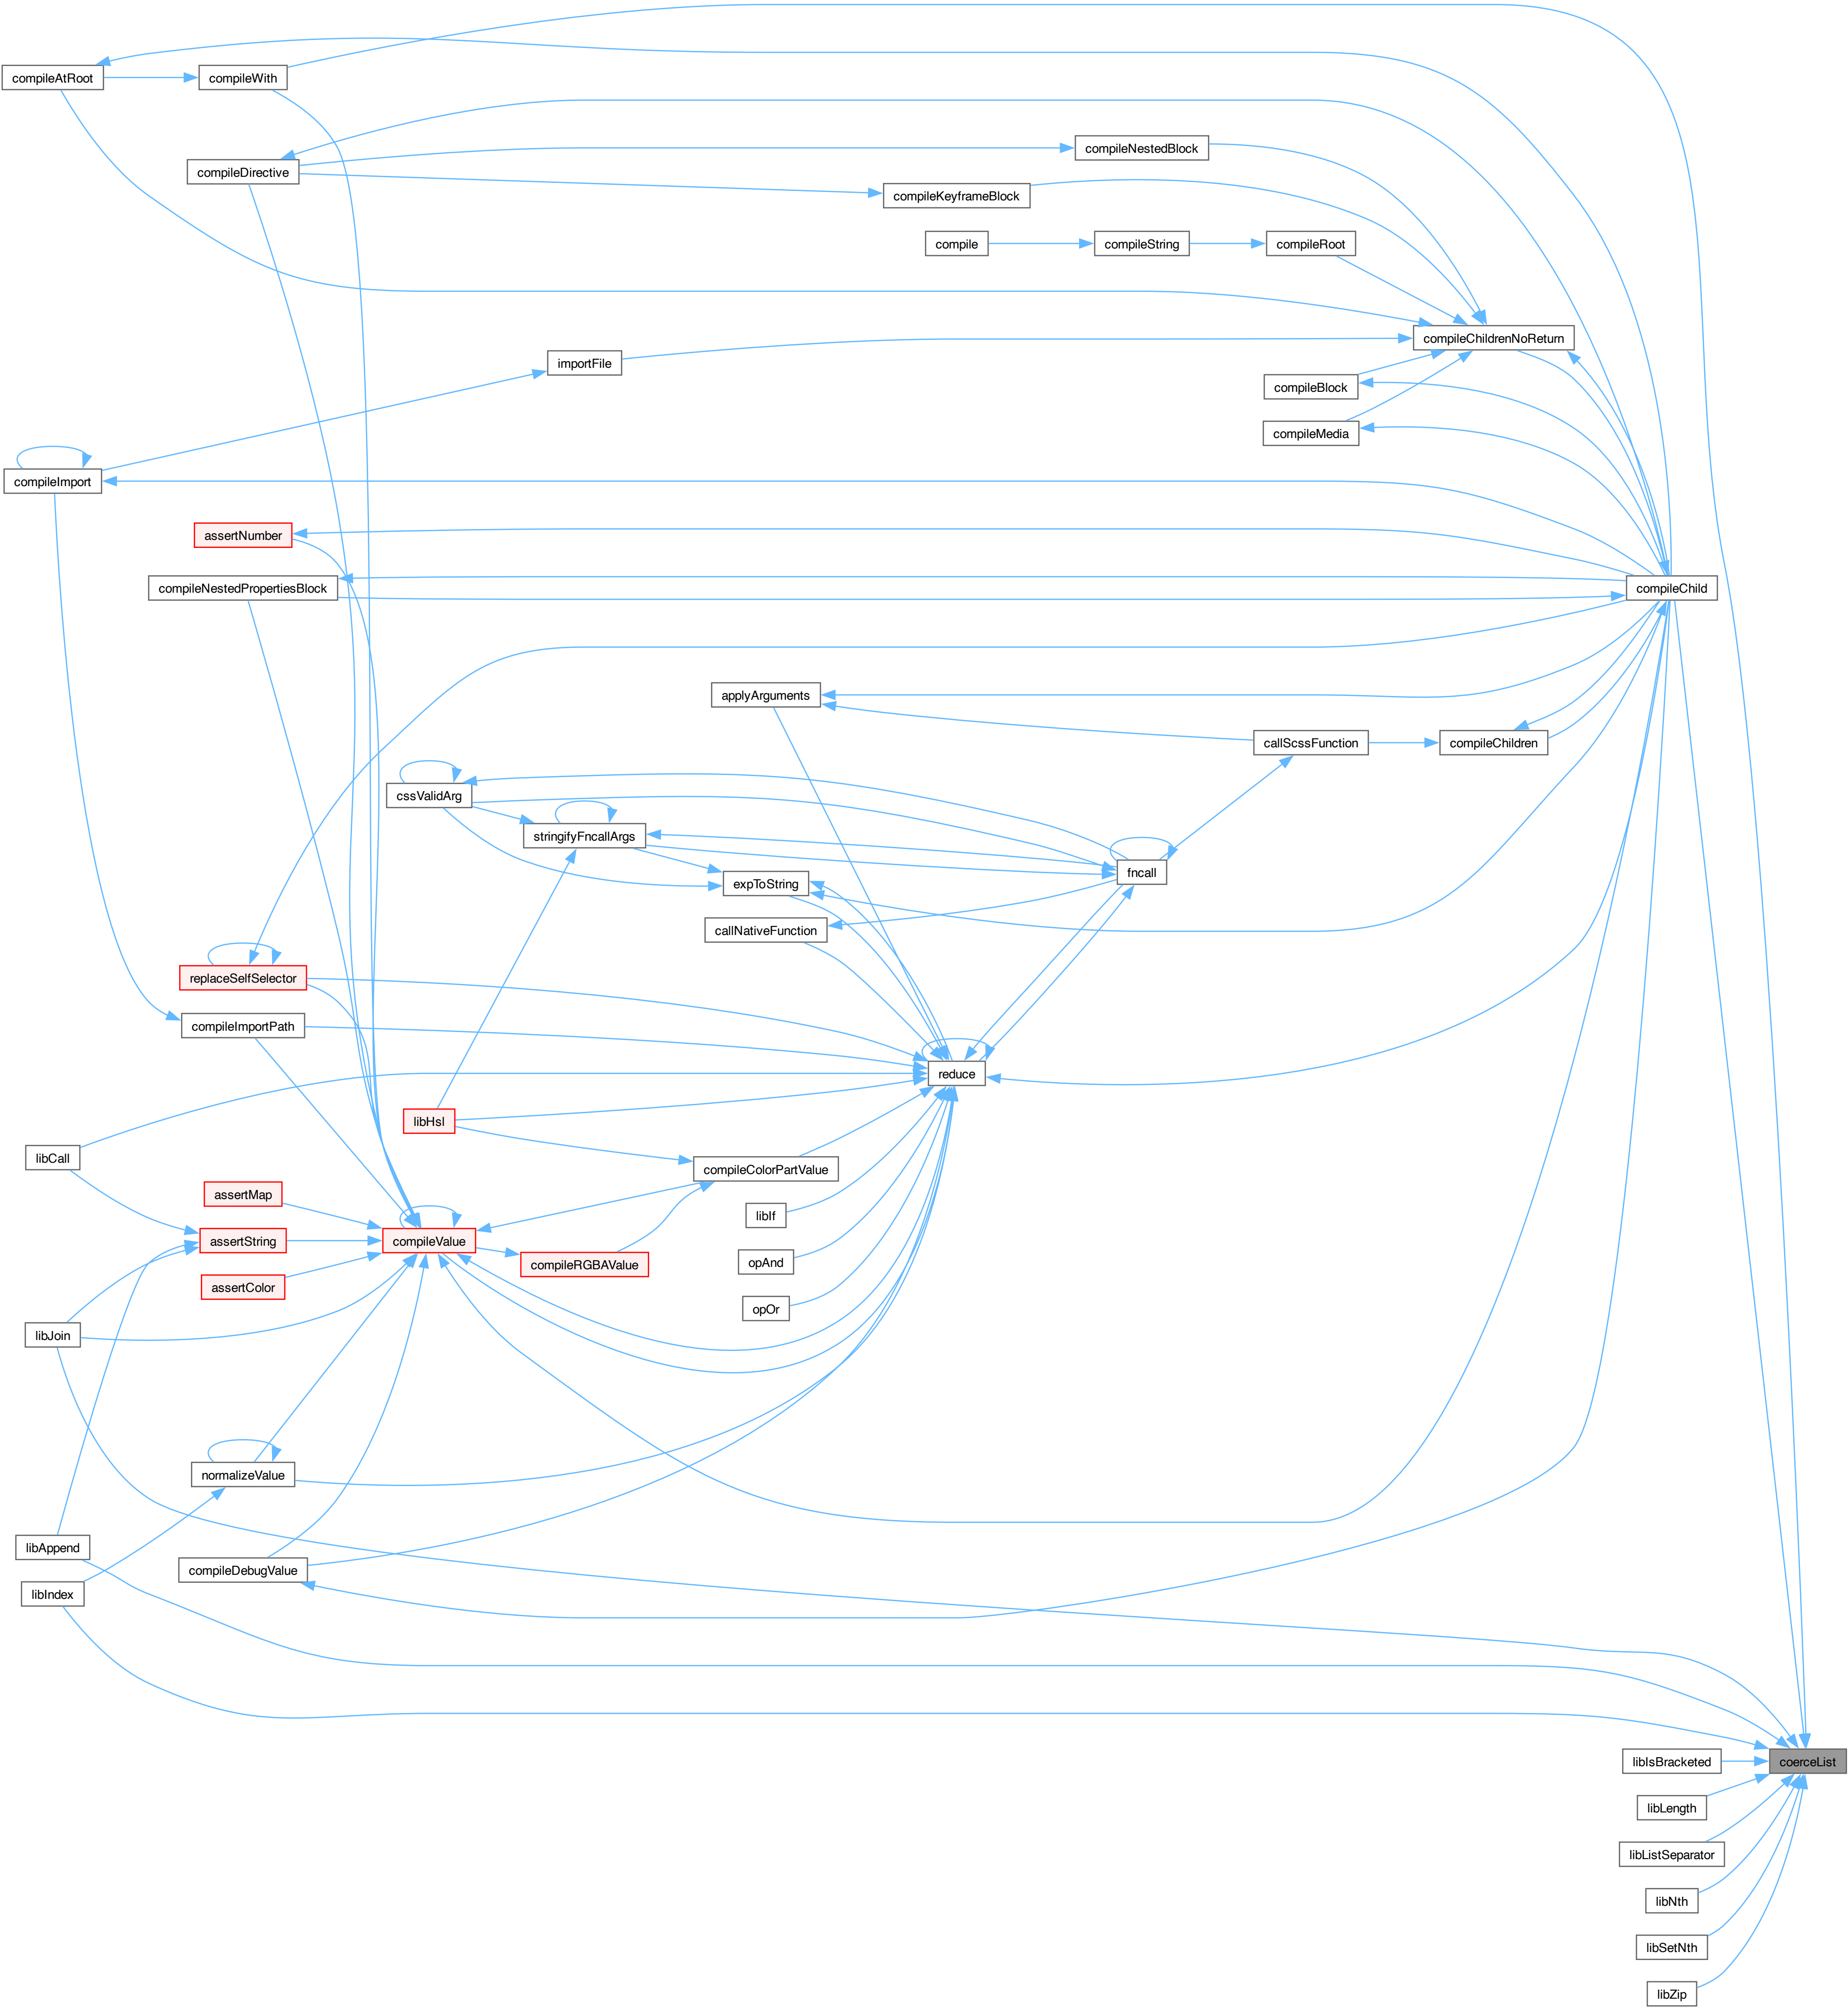 compileAtRoot
compileWith
compileNestedBlock
compileDirective
compileKeyframeBlock
compile
compileString
compileRoot
compileChildrenNoReturn
importFile
compileBlock
compileMedia
compileImport
assertNumber
compileNestedPropertiesBlock
compileChild
applyArguments
callScssFunction
compileChildren
cssValidArg
stringifyFncallArgs
fncall
expToString
callNativeFunction
replaceSelfSelector
compileImportPath
reduce
libHsl
libCall
compileColorPartValue
assertMap
libIf
assertString
compileValue
opAnd
compileRGBAValue
assertColor
opOr
libJoin
normalizeValue
libAppend
compileDebugValue
libIndex
libIsBracketed
coerceList
libLength
libListSeparator
libNth
libSetNth
libZip